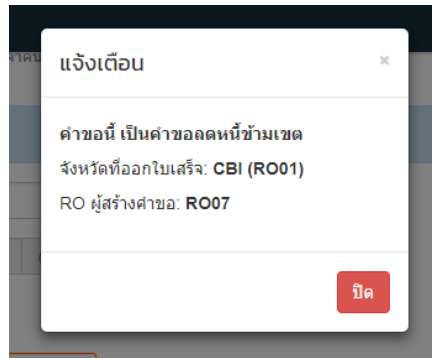 แจ้งเตือน ×
คำขอนี้ เป็นคำขอลดหนี้ข้ามเขต
จังหวัดที่ออกใบเสร็จ: CBI (RO01)
RO ผู้สร้างคำขอ: RO07
ปิด